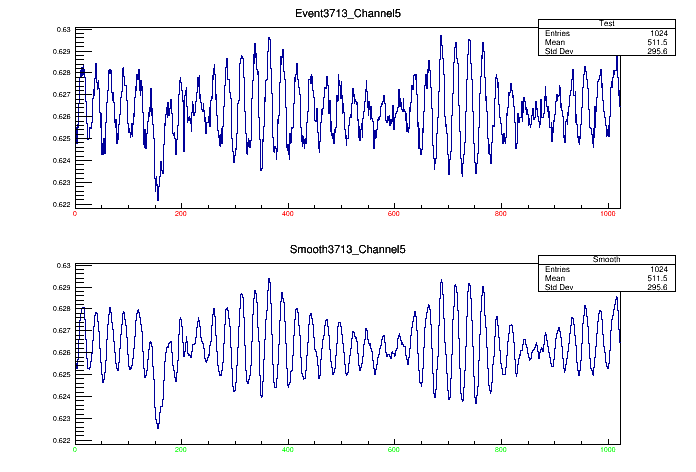 Event3713_Channel5
Test
Entries 1024
Mean 511.5
Std Dev 295.6
0.63
0.629
0.628
0.627
0.626
0.625
0.624
0.623
0.622
0 200 400 600 800 1000
Smooth3713_Channel5
Smooth
Entries 1024
Mean 511.5
Std Dev 295.6
0.63
0.629
0.628
0.627
0.626
0.625
0.624
0.623
0.622
0 200 400 600 800 1000